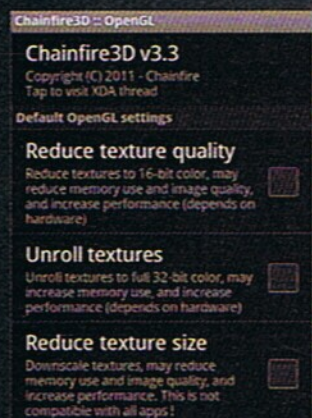 Chainfire3D :: OpenGL
Chainfire3D v3.3
Copyright (C) 2011 - Chainfire
Tap to visit XDA thread
Default OpenGL settings
Reduce texture quality
Reduce textures to 16-bit color, may
reduce memory use and image quality,
and increase performance (depends on
hardware)
Unroll textures
Unroll textures to full 32-bit color, may
increase memory use, and increase
performance (depends on hardware)
Reduce texture size
Downscale textures, may reduce
memory use and image quality, and
increase performance. This is not
compatible with all apps !